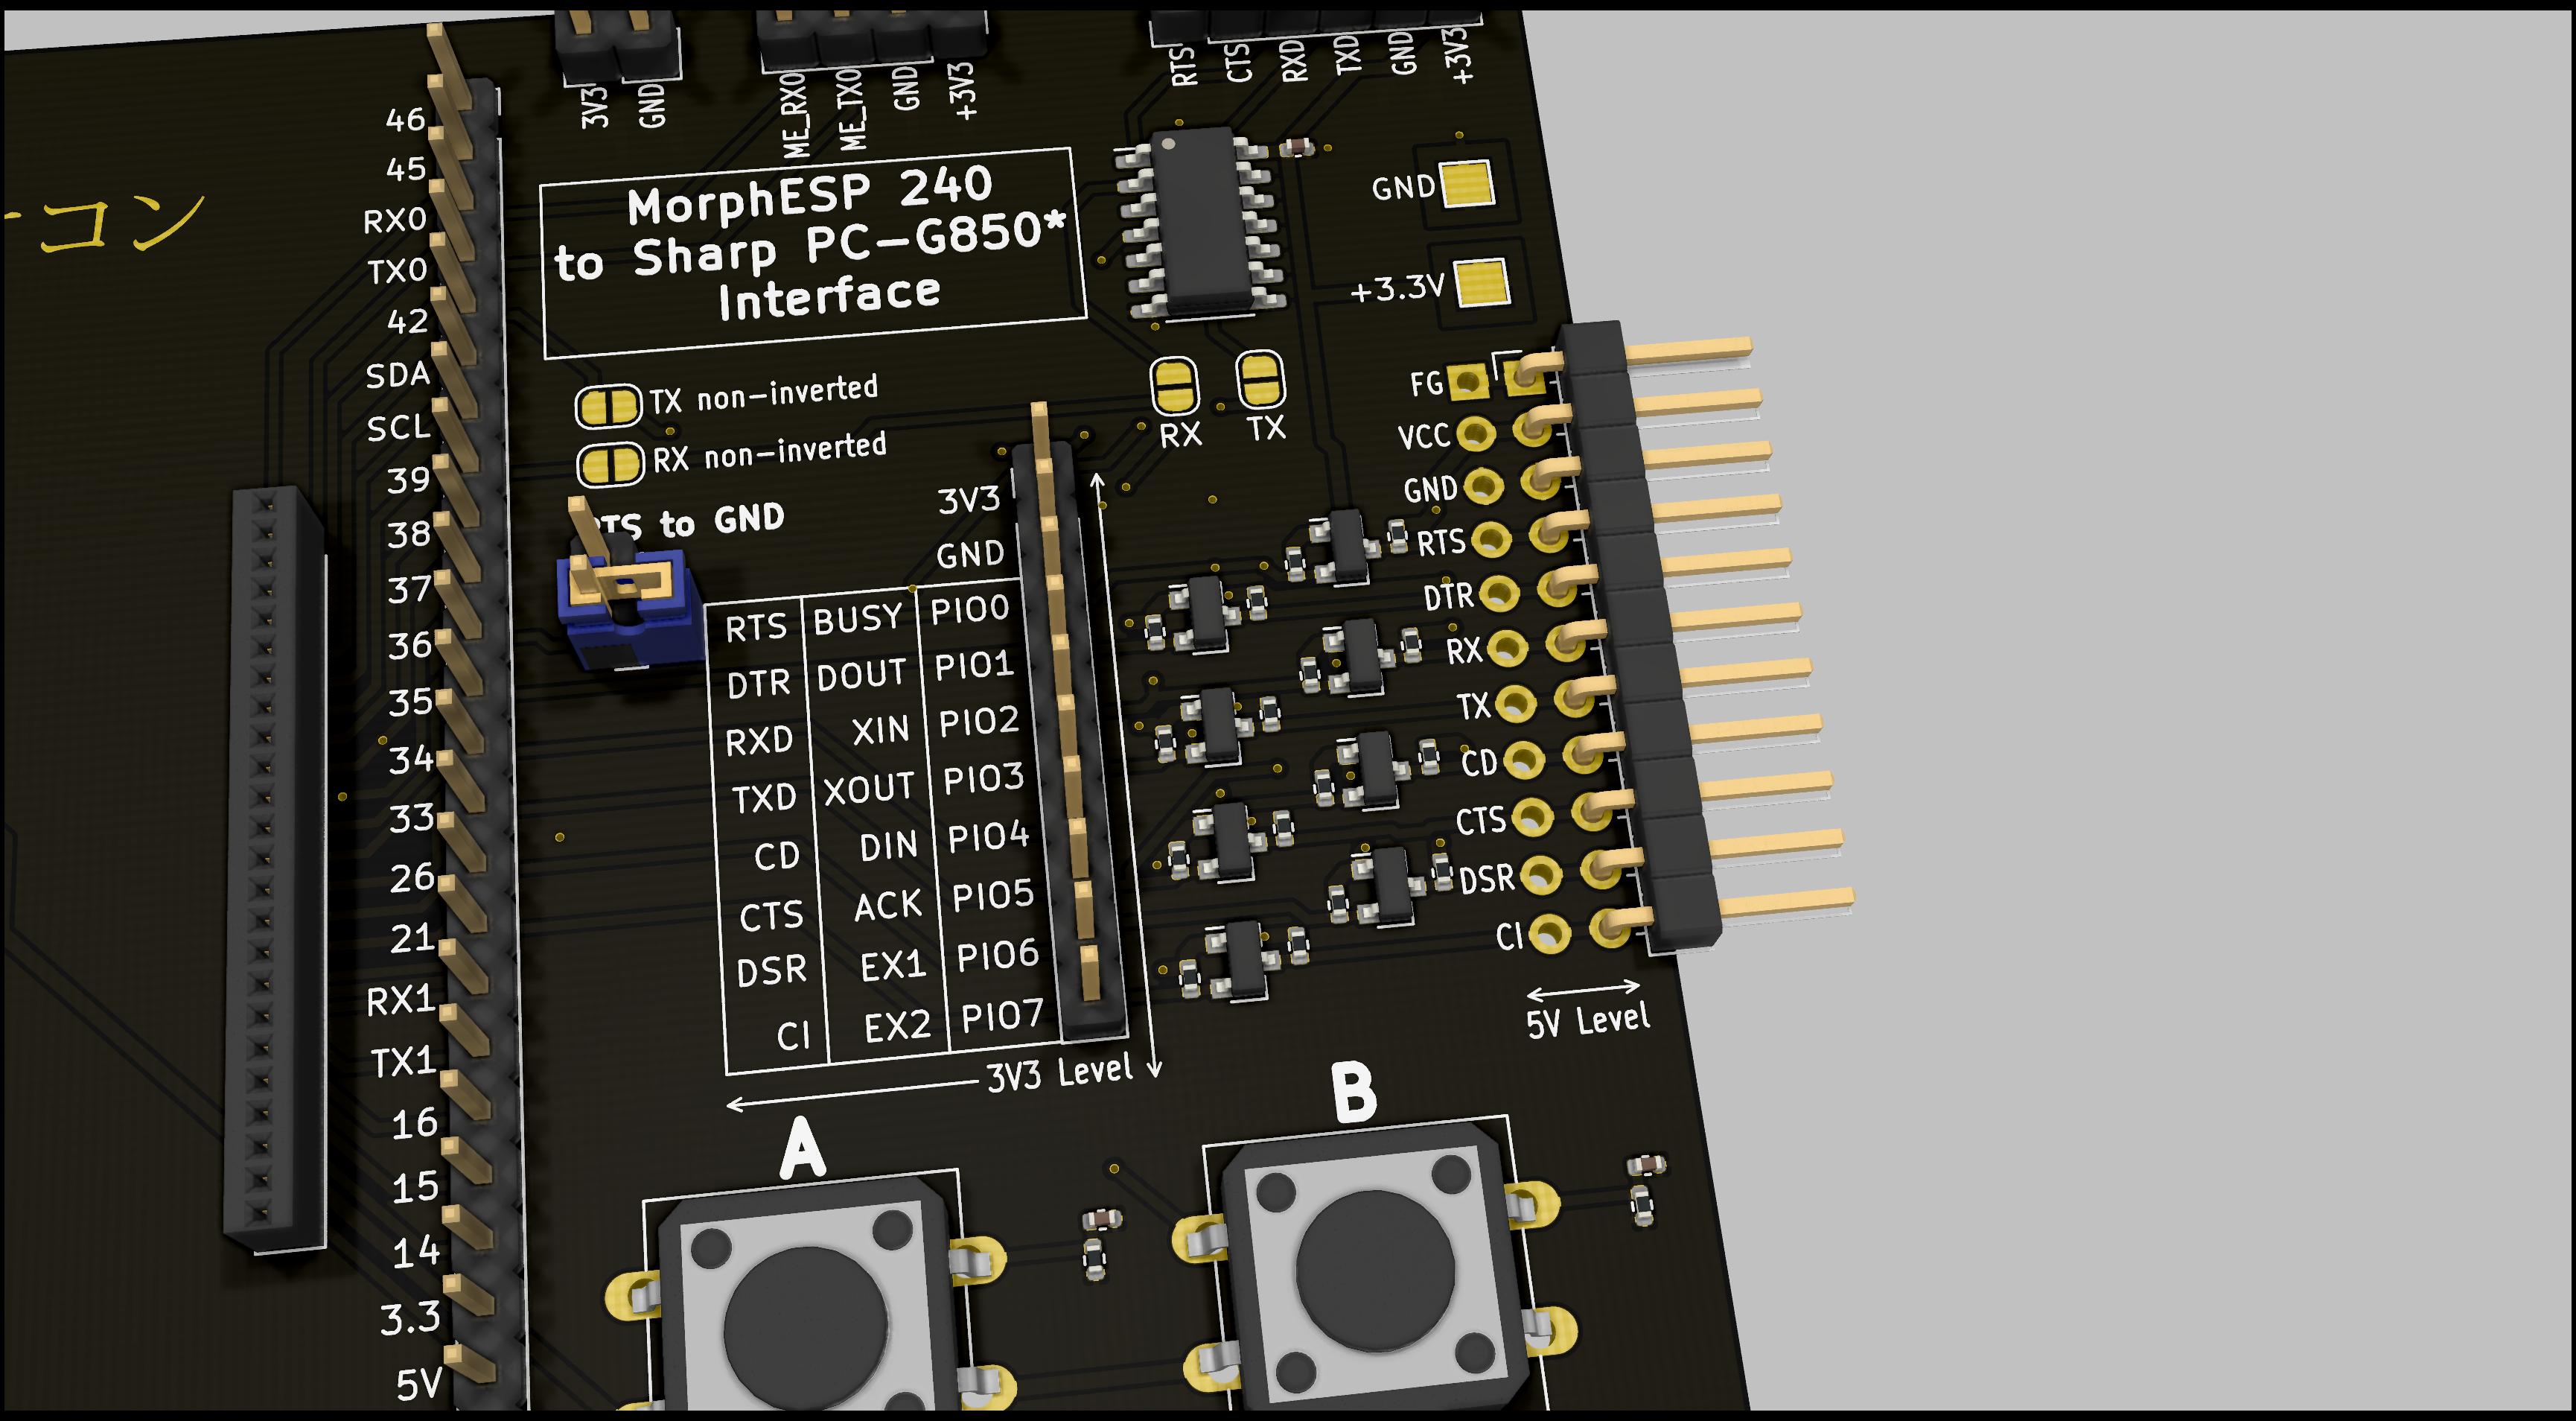 3V3
GND
ME_RX0
ME_TX0
GND
+3V3
RTS
CTS
RXD
TXD
GND
+3V3
コン
46
45
RX0
TX0
42
SDA
SCL
39
38
37
36
35
34
33
26
21
RX1
TX1
16
15
14
3.3
5V
MorphESP 240
to Sharp PC-G850*
Interface
TX non-inverted
RX non-inverted
to GND
GND
+3.3V
RX
TX
3V3
GND
RTS BUSY PIO0
DTR DOUT PIO1
RXD XIN PIO2
TXD XOUT PIO3
CD DIN PIO4
CTS ACK PIO5
DSR EX1 PIO6
CI EX2 PIO7
3V3 Level
FG
VCC
GND
RTS
DTR
RX
TX
CD
CTS
DSR
CI
5V Level
A
B